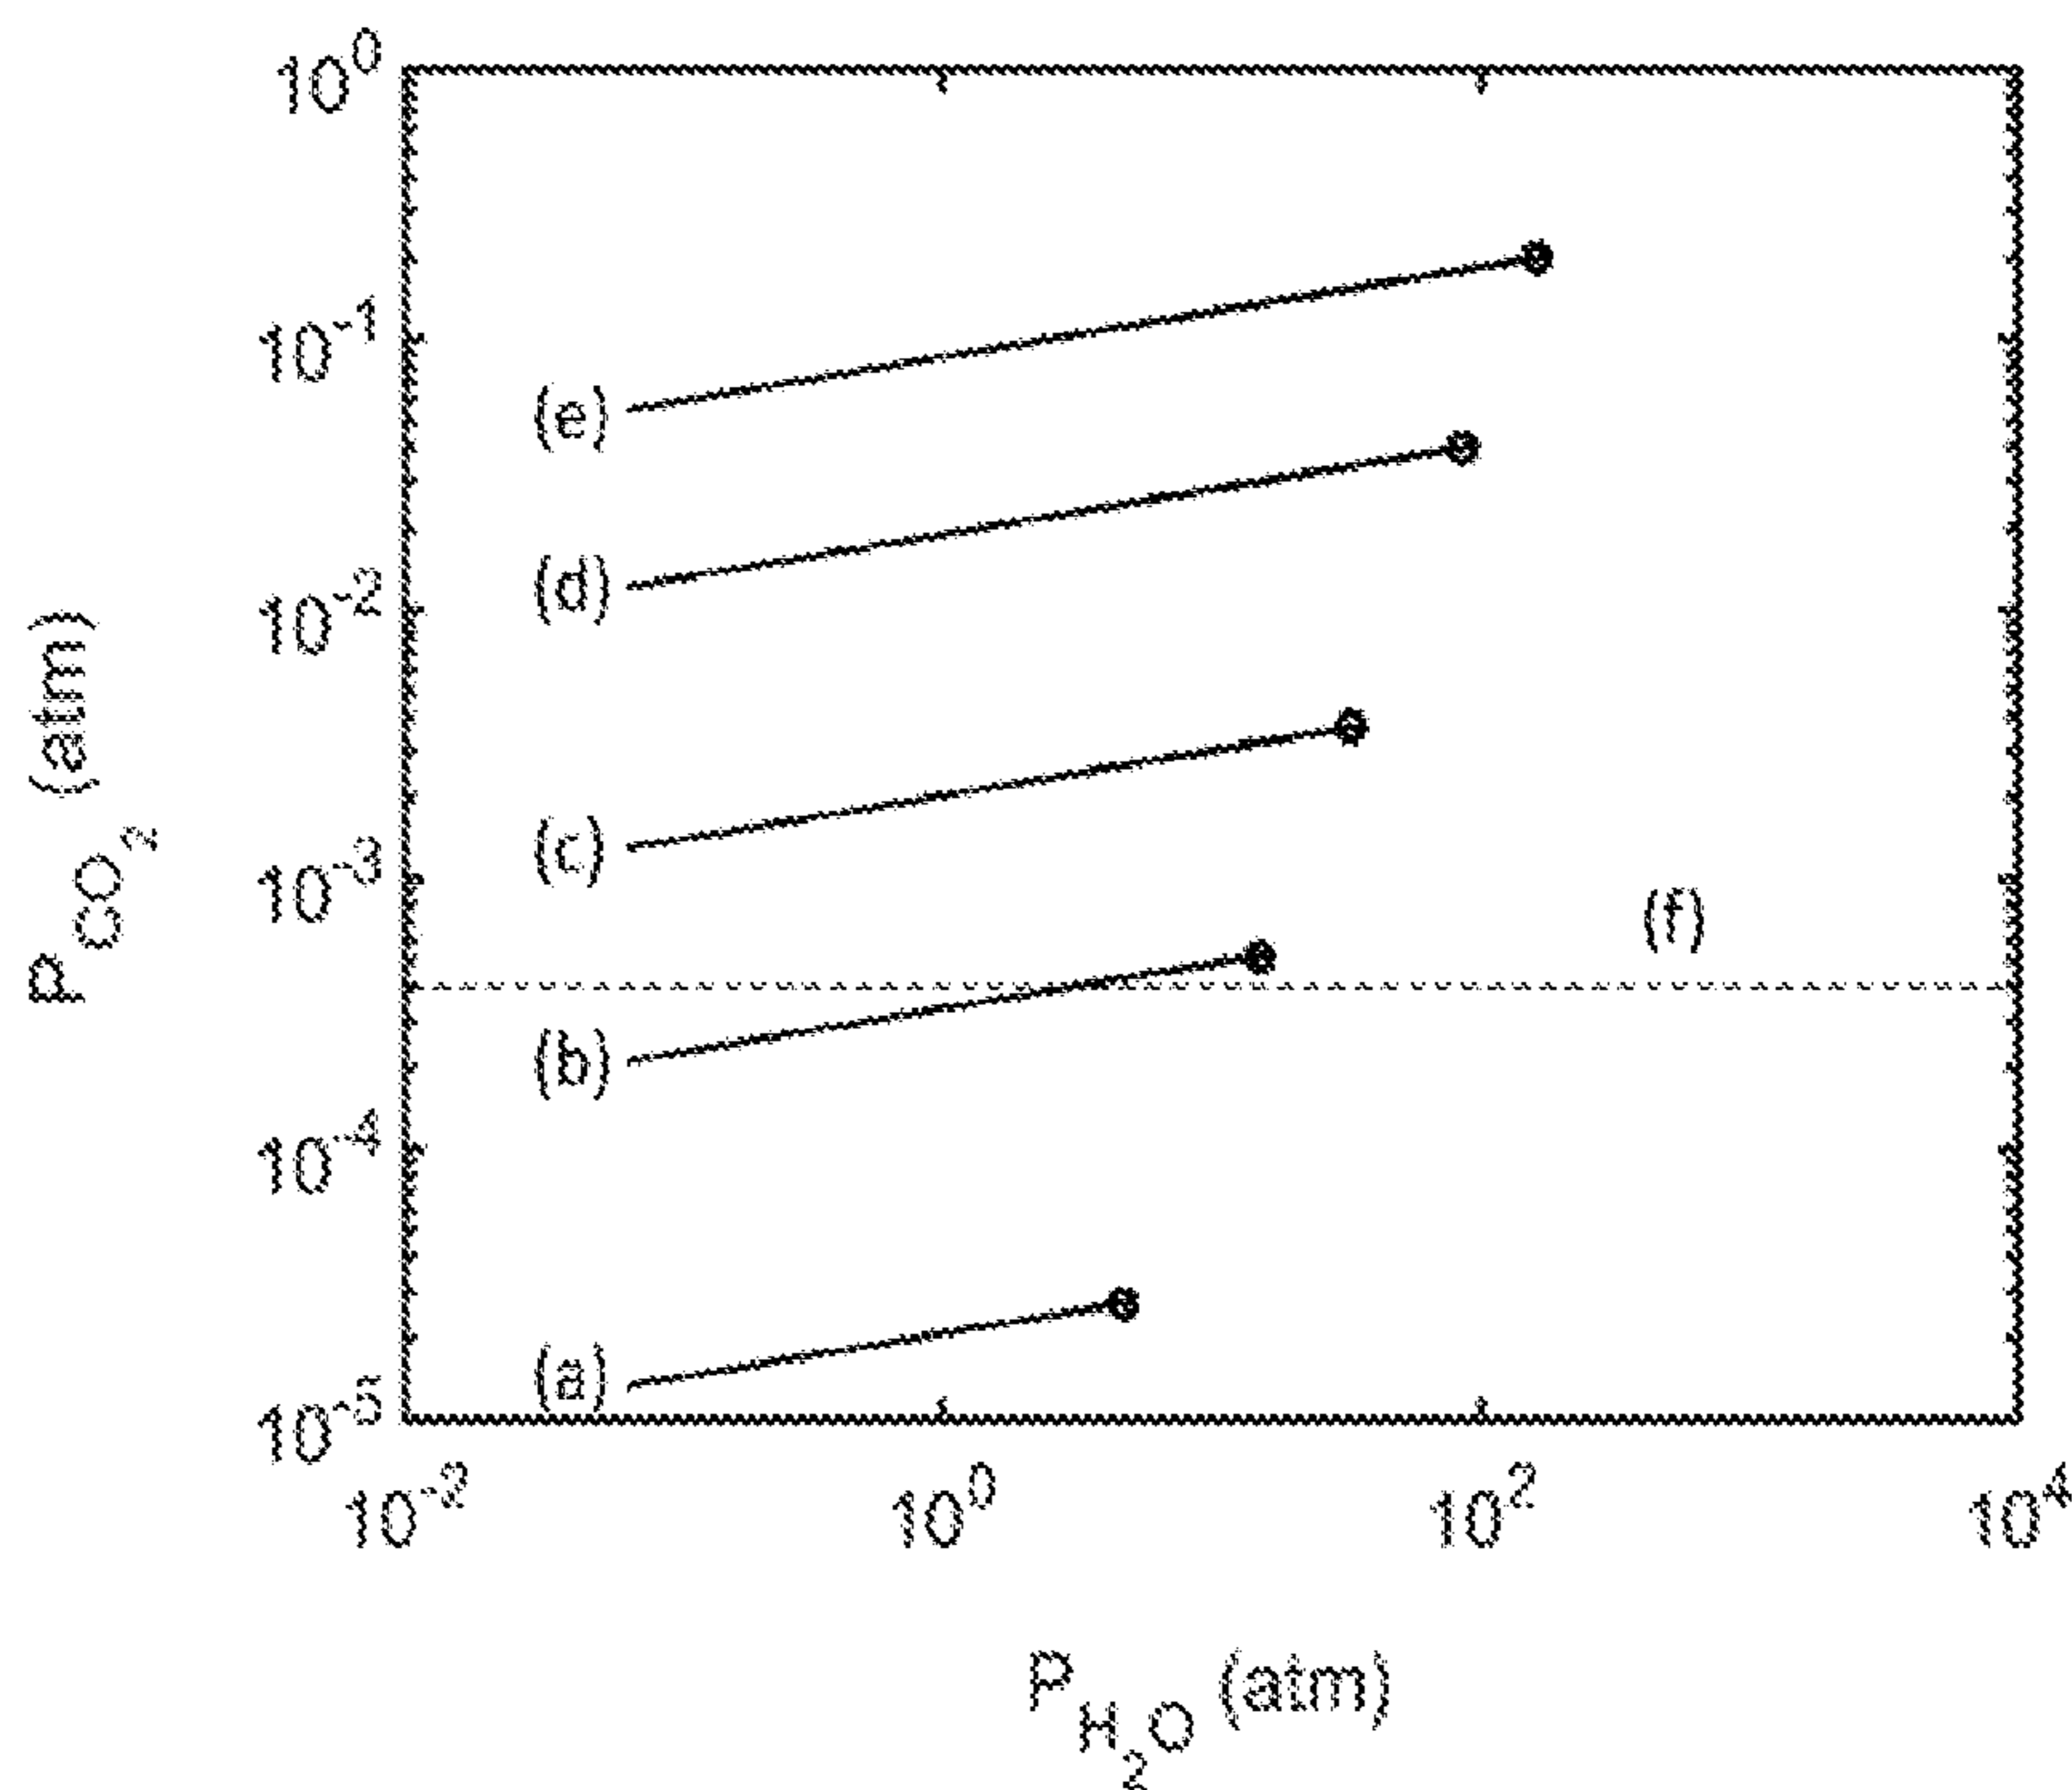 10^0
10^-1
10^-2
10^-3
10^-4
10^-5
P_CO₂ (atm)
(e)
(d)
(c)
(f)
(b)
(a)
10^-2 10^0 10^2 10^4
P_H₂O (atm)